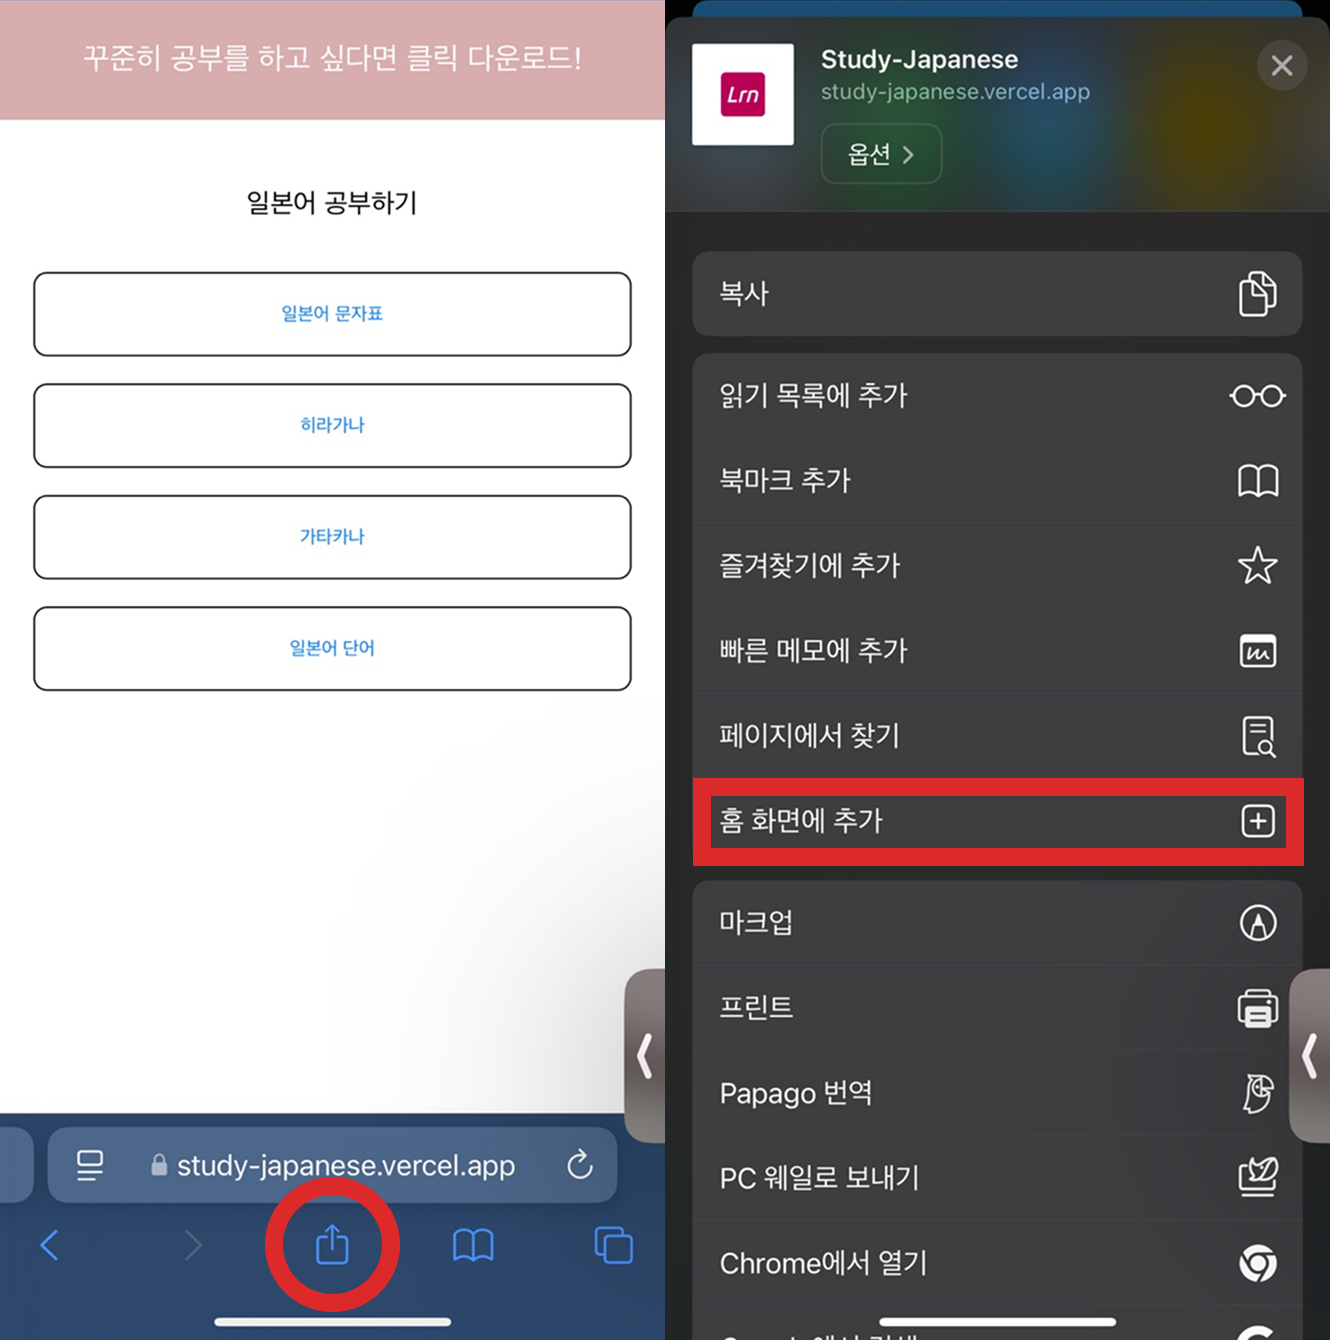 꾸준히 공부를 하고 싶다면 클릭 다운로드!
일본어 공부하기
일본어 문자표
히라가나
가타카나
일본어 단어
study-japanese.vercel.app
Lrn
Study-Japanese
study-japanese.vercel.app
옵션
복사
읽기 목록에 추가
북마크 추가
즐겨찾기에 추가
빠른 메모에 추가
페이지에서 찾기
홈 화면에 추가
마크업
프린트
Papago 번역
PC 웨일로 보내기
Chrome에서 열기